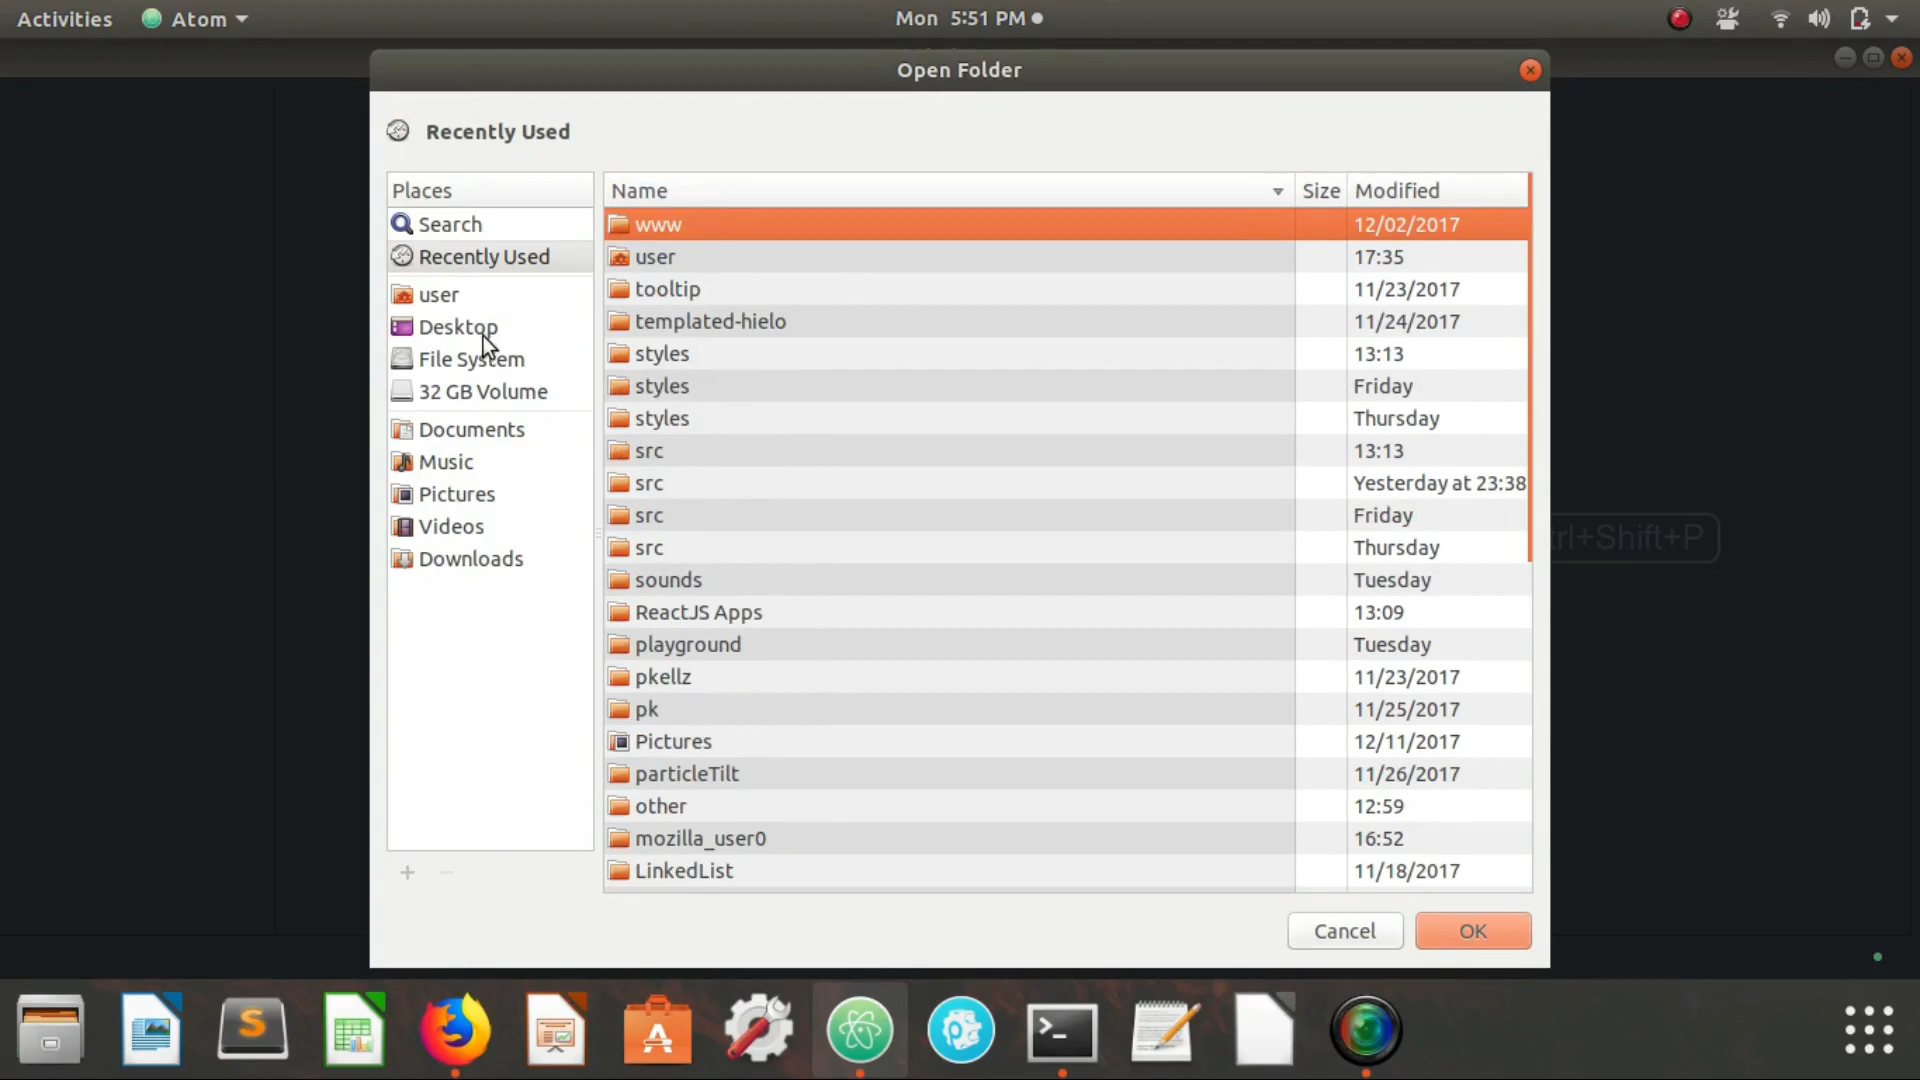 Activities Atom Mon 5:51 PM
Open Folder
Recently Used
Places
Search
Recently Used
user
Desktop
File System
32 GB Volume
Documents
Music
Pictures
Videos
Downloads
Name Size Modified
www 12/02/2017
user 17:35
tooltip 11/23/2017
templated-hielo 11/24/2017
styles 13:13
styles Friday
styles Thursday
src 13:13
src Yesterday at 23:38
src Friday
src Thursday
sounds Tuesday
ReactJS Apps 13:09
playground Tuesday
pkellz 11/23/2017
pk 11/25/2017
Pictures 12/11/2017
particleTilt 11/26/2017
other 12:59
mozilla_user0 16:52
LinkedList 11/18/2017
trl+Shift+P
+ −
Cancel OK
S
A
>_